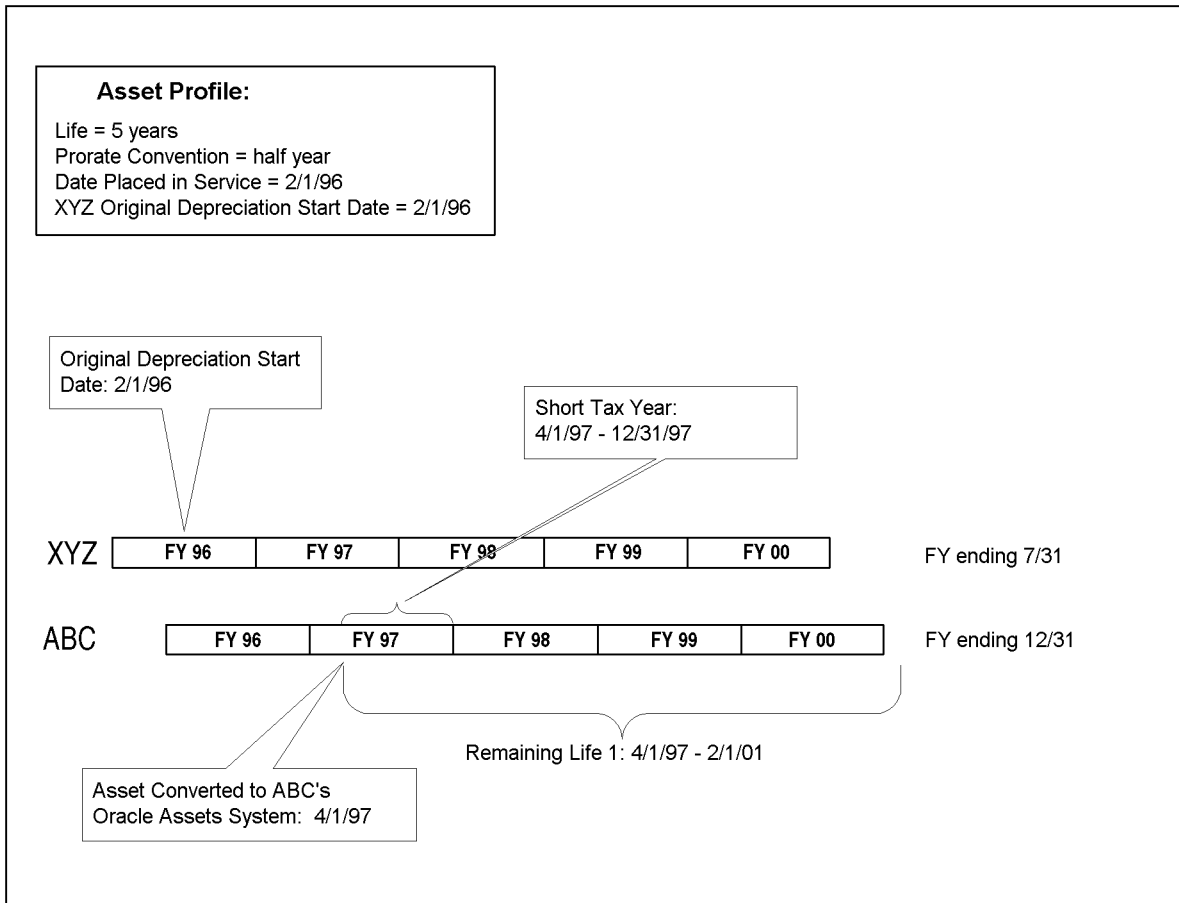 Asset Profile:
Life = 5 years
Prorate Convention = half year
Date Placed in Service = 2/1/96
XYZ Original Depreciation Start Date = 2/1/96
Original Depreciation Start
Date: 2/1/96
Short Tax Year:
4/1/97 - 12/31/97
XYZ FY 96 FY 97 FY 98 FY 99 FY 00 FY ending 7/31
ABC FY 96 FY 97 FY 98 FY 99 FY 00 FY ending 12/31
Remaining Life 1: 4/1/97 - 2/1/01
Asset Converted to ABC's
Oracle Assets System: 4/1/97